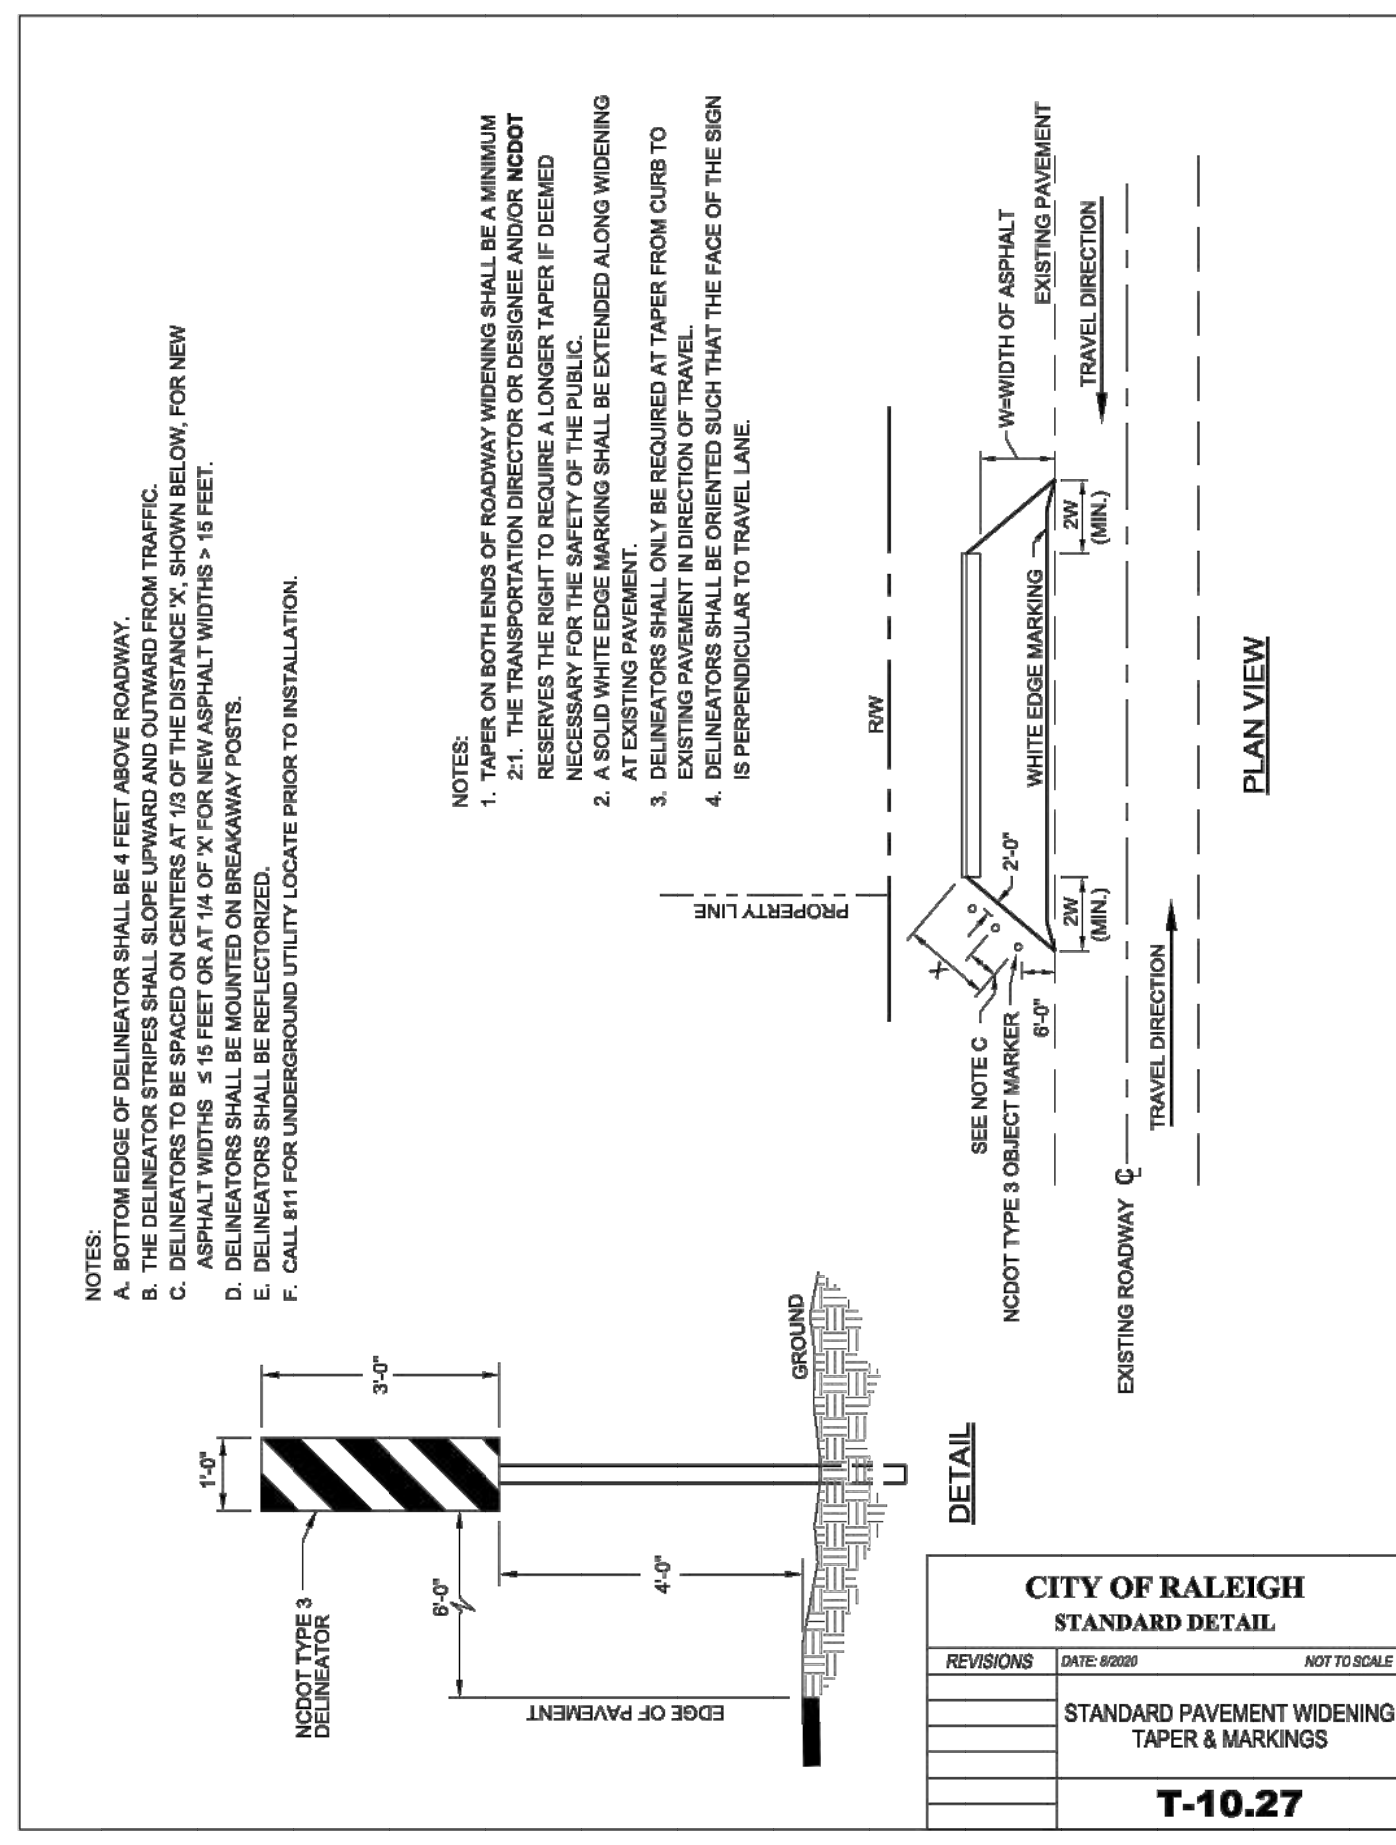 NOTES:
A. BOTTOM EDGE OF DELINEATOR SHALL BE 4 FEET ABOVE ROADWAY.
B. THE DELINEATOR STRIPES SHALL SLOPE UPWARD AND OUTWARD FROM TRAFFIC.
C. DELINEATORS TO BE SPACED ON CENTERS AT 1/3 OF THE DISTANCE 'X', SHOWN BELOW, FOR NEW
ASPHALT WIDTHS ≤ 15 FEET OR AT 1/4 OF 'X' FOR NEW ASPHALT WIDTHS > 15 FEET.
D. DELINEATORS SHALL BE MOUNTED ON BREAKAWAY POSTS.
E. DELINEATORS SHALL BE REFLECTORIZED.
F. CALL 811 FOR UNDERGROUND UTILITY LOCATE PRIOR TO INSTALLATION.
1'-0"
3'-0"
NCDOT TYPE 3
DELINEATOR
6'-0"
4'-0"
EDGE OF PAVEMENT
GROUND
DETAIL
NOTES:
1. TAPER ON BOTH ENDS OF ROADWAY WIDENING SHALL BE A MINIMUM
2:1. THE TRANSPORTATION DIRECTOR OR DESIGNEE AND/OR NCDOT
RESERVES THE RIGHT TO REQUIRE A LONGER TAPER IF DEEMED
NECESSARY FOR THE SAFETY OF THE PUBLIC.
2. A SOLID WHITE EDGE MARKING SHALL BE EXTENDED ALONG WIDENING
AT EXISTING PAVEMENT.
3. DELINEATORS SHALL ONLY BE REQUIRED AT TAPER FROM CURB TO
EXISTING PAVEMENT IN DIRECTION OF TRAVEL.
4. DELINEATORS SHALL BE ORIENTED SUCH THAT THE FACE OF THE SIGN
IS PERPENDICULAR TO TRAVEL LANE.
PROPERTY LINE
R/W
X
2'-0"
W=WIDTH OF ASPHALT
SEE NOTE C
NCDOT TYPE 3 OBJECT MARKER
6'-0"
WHITE EDGE MARKING
EXISTING PAVEMENT
2W
(MIN.)
2W
(MIN.)
TRAVEL DIRECTION
TRAVEL DIRECTION
EXISTING ROADWAY ℄
PLAN VIEW
CITY OF RALEIGH
STANDARD DETAIL
REVISIONS
DATE: 8/2020
NOT TO SCALE
STANDARD PAVEMENT WIDENING
TAPER & MARKINGS
T-10.27